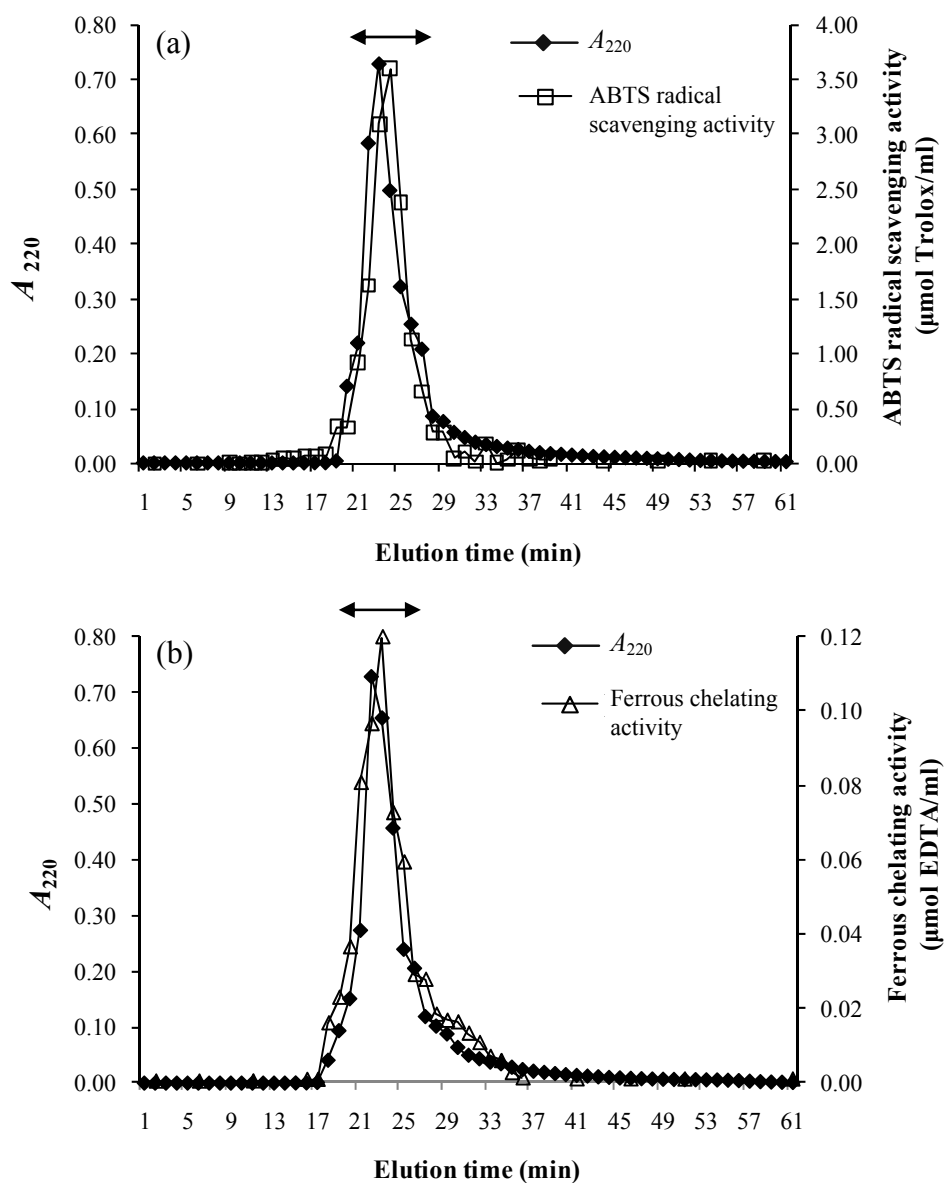 (a)
A220
ABTS radical
scavenging activity
0.80
0.70
0.60
0.50
0.40
0.30
0.20
0.10
0.00
A 220
4.00
3.50
3.00
2.50
2.00
1.50
1.00
0.50
0.00
ABTS radical scavenging activity
(µmol Trolox/ml)
1 5 9 13 17 21 25 29 33 37 41 45 49 53 57 61
Elution time (min)
(b)
A220
Ferrous chelating
activity
0.80
0.70
0.60
0.50
0.40
0.30
0.20
0.10
0.00
A220
0.12
0.10
0.08
0.06
0.04
0.02
0.00
Ferrous chelating activity
(µmol EDTA/ml)
1 5 9 13 17 21 25 29 33 37 41 45 49 53 57 61
Elution time (min)